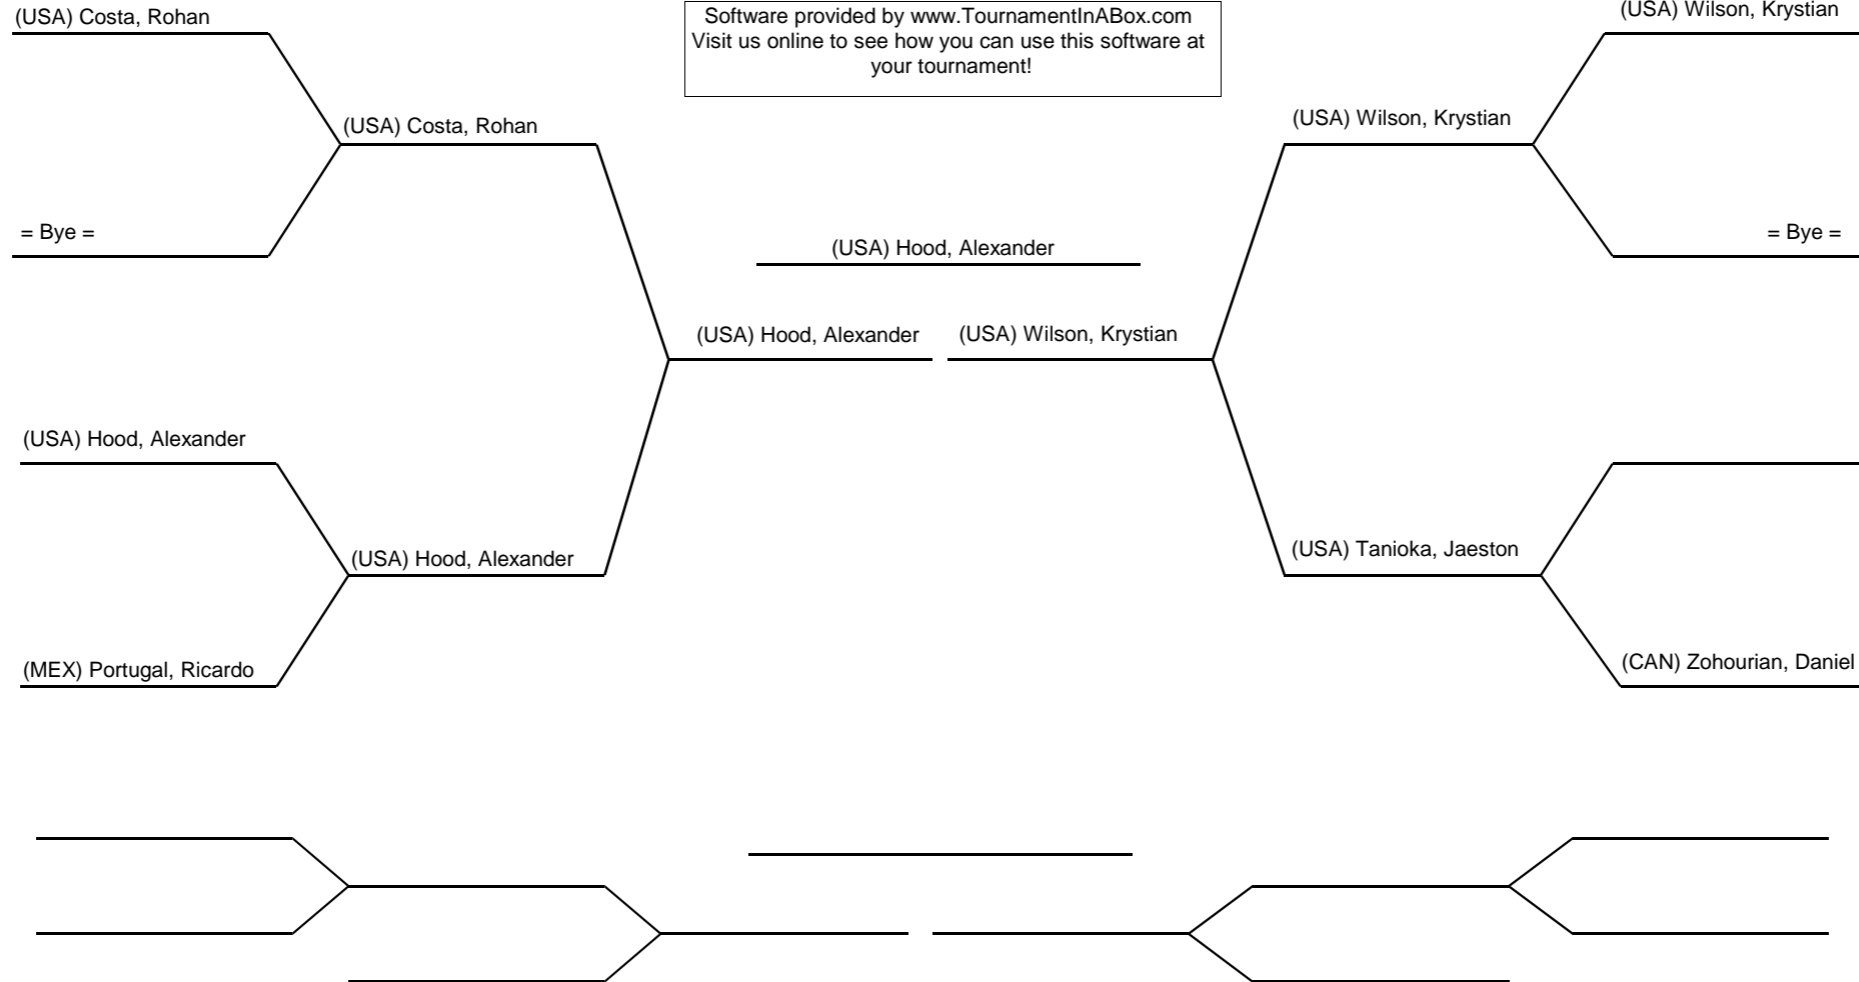 (USA) Costa, Rohan
Software provided by www.TournamentInABox.com
Visit us online to see how you can use this software at
your tournament!
(USA) Wilson, Krystian
(USA) Costa, Rohan
(USA) Wilson, Krystian
= Bye =
= Bye =
(USA) Hood, Alexander
(USA) Hood, Alexander
(USA) Wilson, Krystian
(USA) Hood, Alexander
(USA) Hood, Alexander
(USA) Tanioka, Jaeston
(MEX) Portugal, Ricardo
(CAN) Zohourian, Daniel